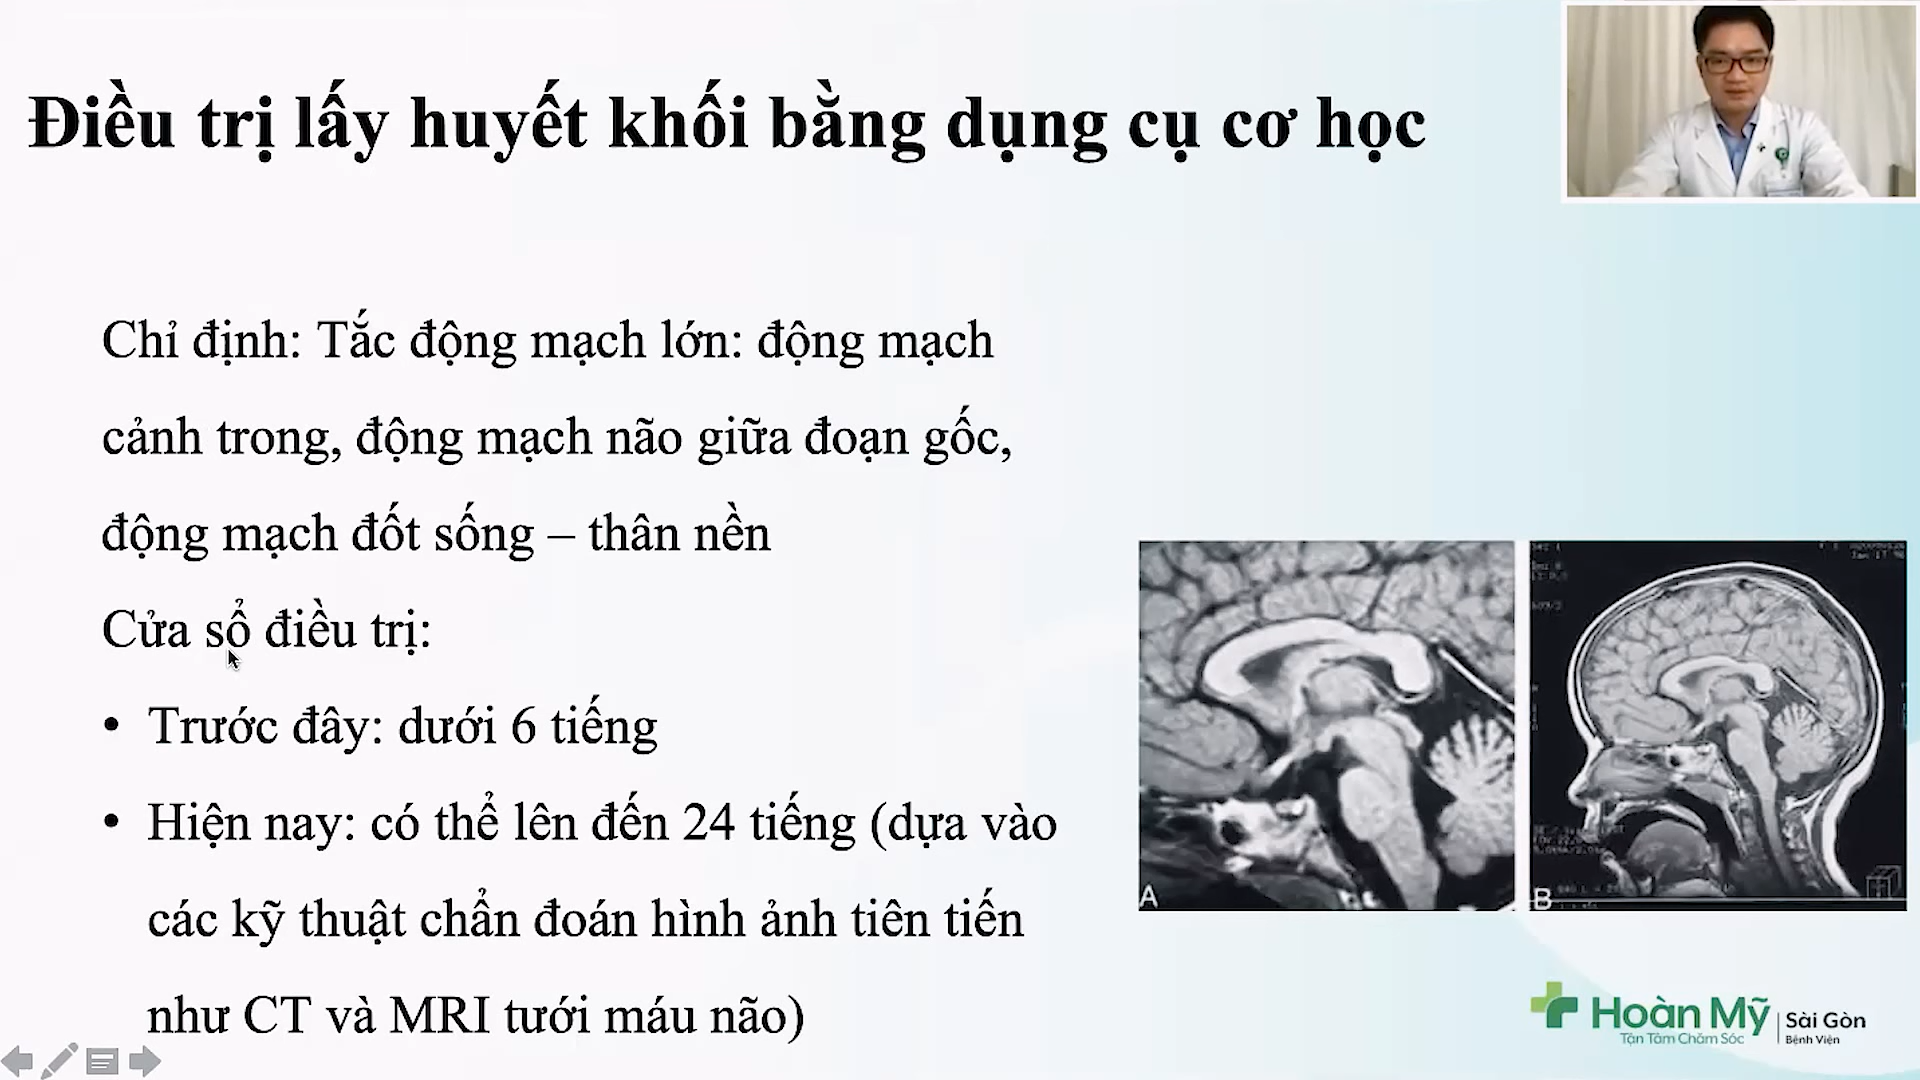 Điều trị lấy huyết khối bằng dụng cụ cơ học
Chỉ định: Tắc động mạch lớn: động mạch
cảnh trong, động mạch não giữa đoạn gốc,
động mạch đốt sống – thân nền
Cửa sổ điều trị:
• Trước đây: dưới 6 tiếng
• Hiện nay: có thể lên đến 24 tiếng (dựa vào
các kỹ thuật chẩn đoán hình ảnh tiên tiến
như CT và MRI tưới máu não)
A
B
Hoàn Mỹ
Tận Tâm Chăm Sóc
Sài Gòn
Bệnh Viện